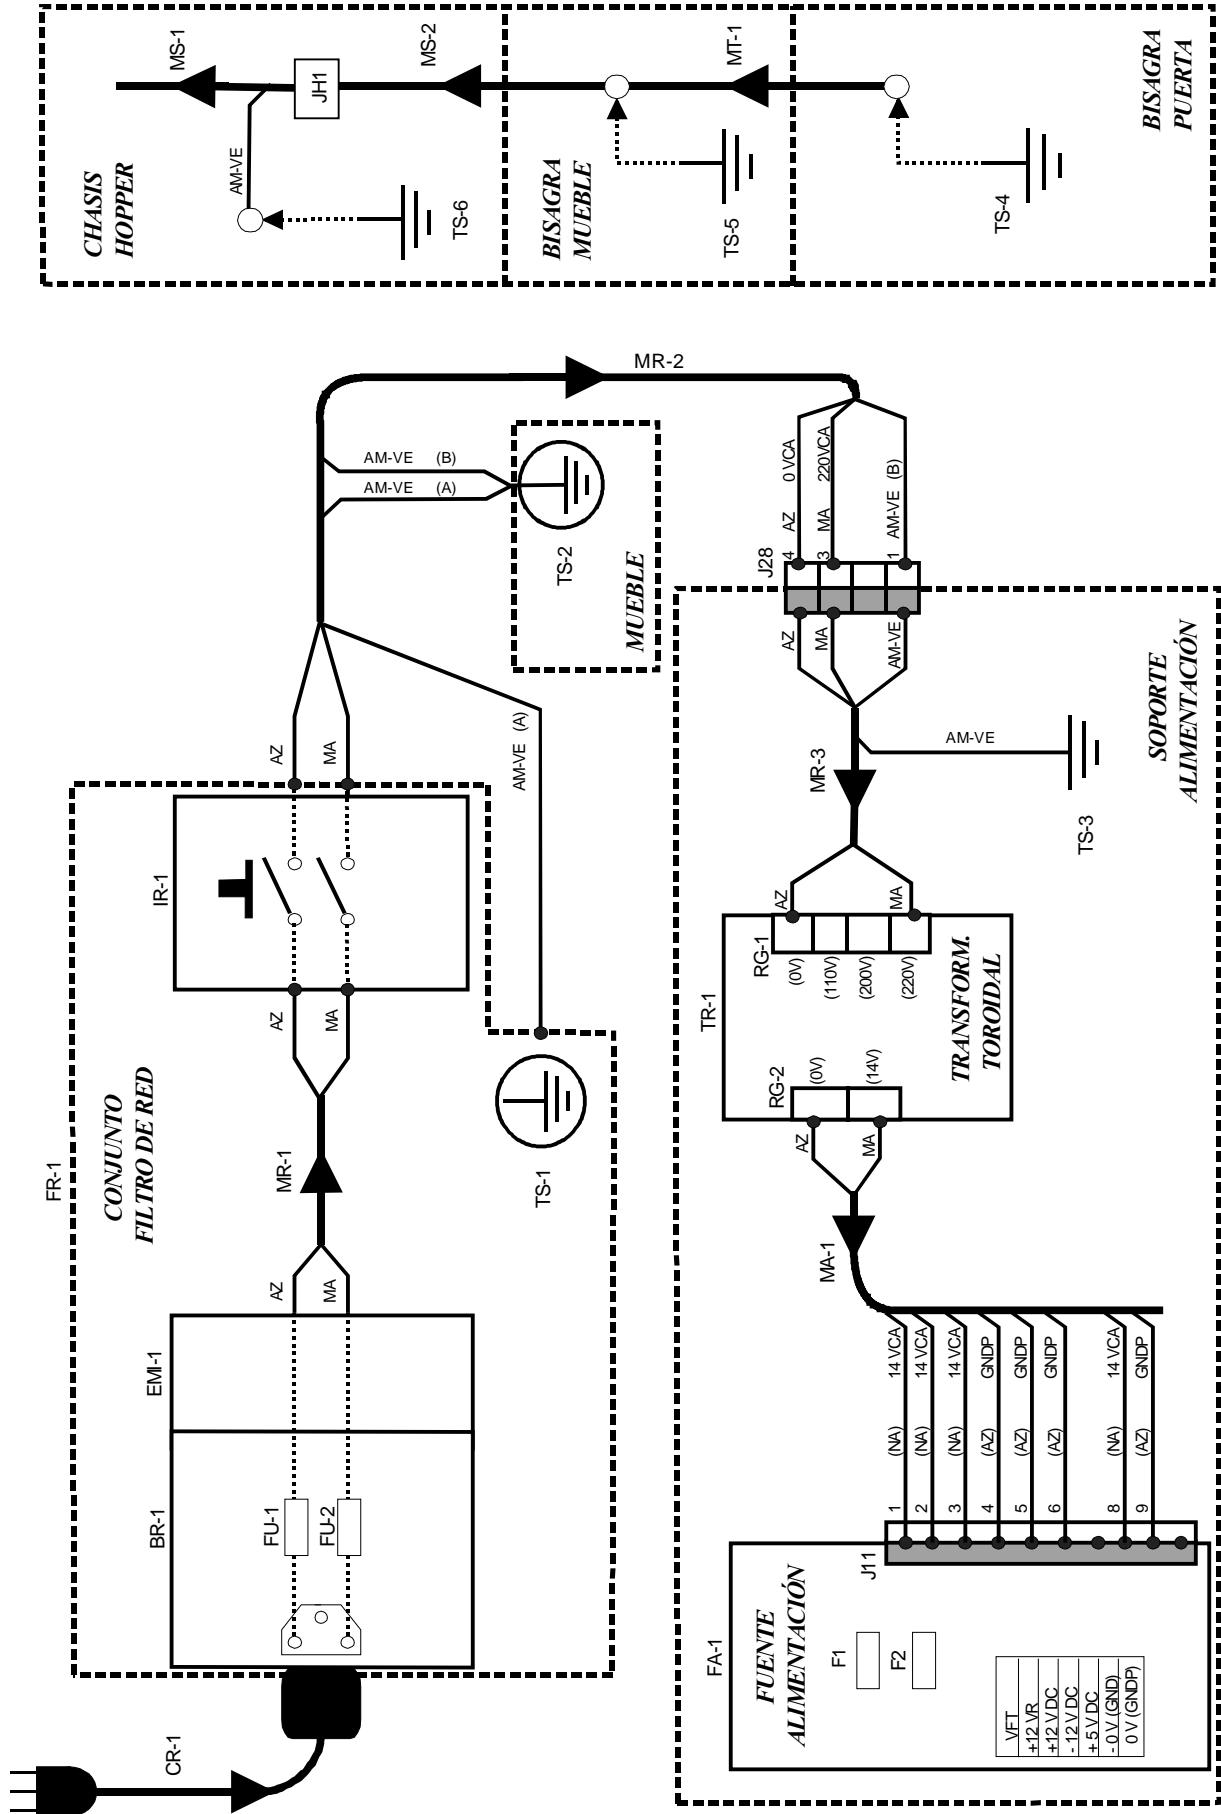 MS-1
JH1
AM-VE
CHASIS
HOPPER
TS-6
MS-2
BISAGRA
MUEBLE
MT-1
TS-5
TS-4
BISAGRA
PUERTA
MR-2
AM-VE (B)
AM-VE (A)
TS-2
MUEBLE
AZ 0 VCA
MA 220VCA
AM-VE (B)
J28
4
3
1
AZ
MA
AM-VE
SOPORTE
ALIMENTACIÓN
MR-3
AM-VE
TS-3
AZ
MA
AM-VE (A)
IR-1
AZ
MA
TS-1
CONJUNTO
FILTRO DE RED
FR-1
MR-1
AZ
MA
EMI-1
BR-1
FU-1
FU-2
CR-1
AZ
MA
RG-1
(0V)
(110V)
(200V)
(220V)
TR-1
TRANSFORM.
TOROIDAL
RG-2
(0V)
(14V)
AZ
MA
MA-1
1 (NA) 14 VCA
2 (NA) 14 VCA
3 (NA) 14 VCA
4 (AZ) GNDP
5 (AZ) GNDP
6 (AZ) GNDP
8 (NA) 14 VCA
9 (AZ) GNDP
J11
FA-1
FUENTE
ALIMENTACIÓN
F1
F2
VFT
+12 VR
+12 V DC
- 12 V DC
+ 5 V DC
- 0 V (GND)
0 V (GNDP)